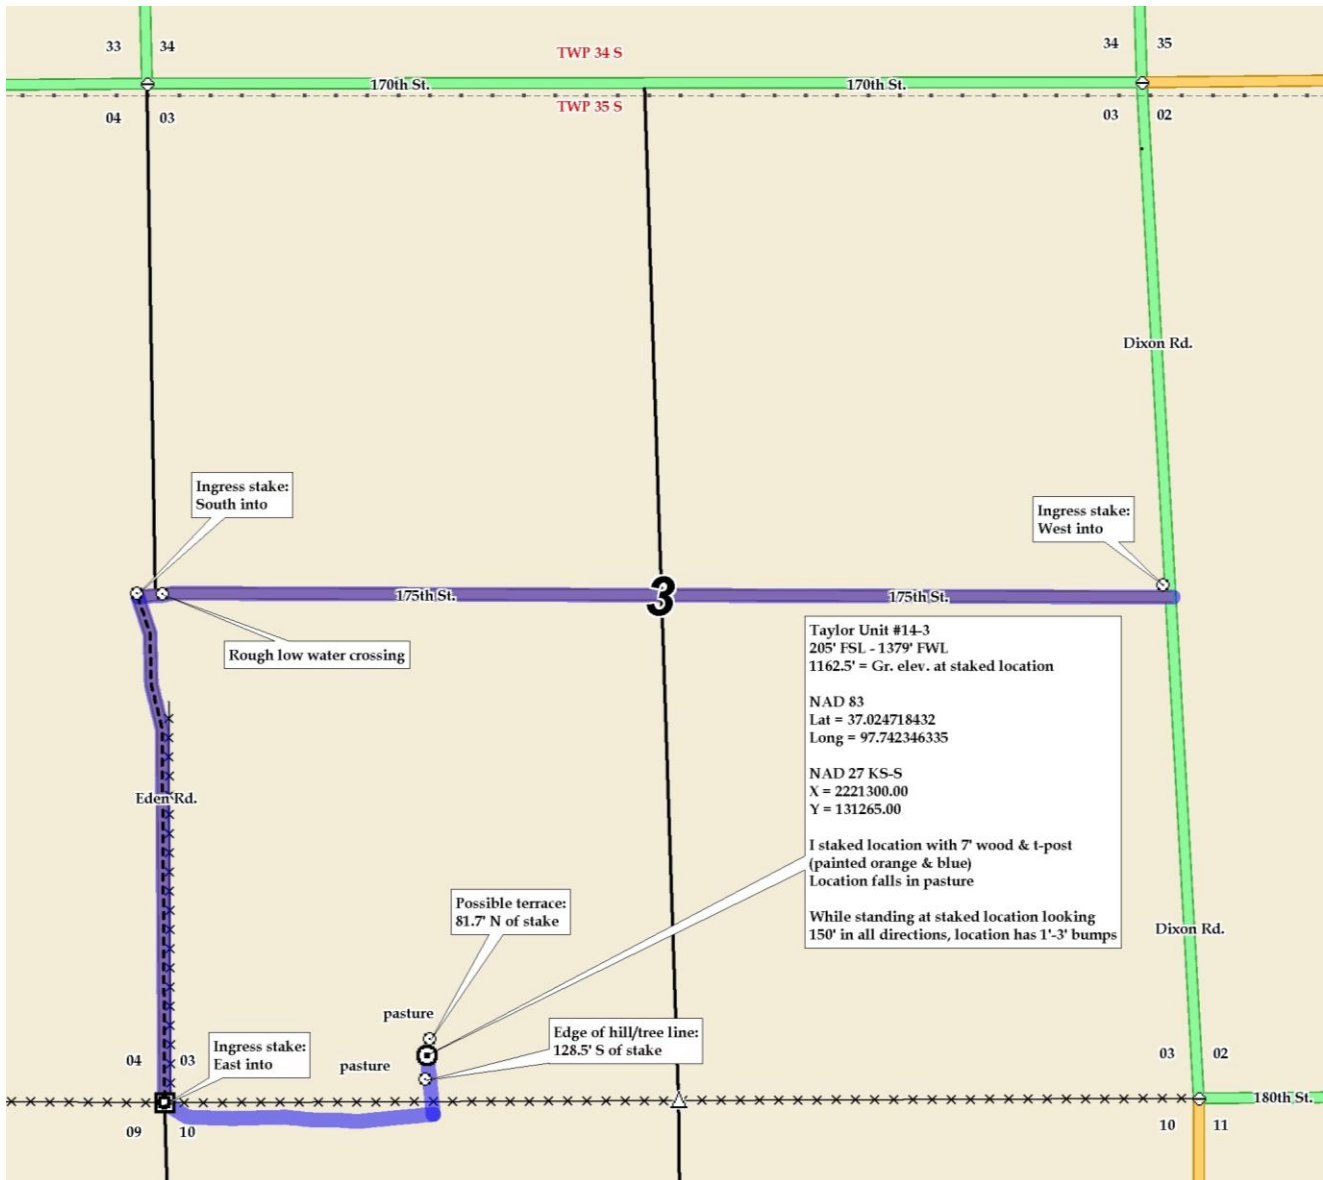 33 34
TWP 34 S
34 35
170th St.
170th St.
TWP 35 S
04 03
03 02
Dixon Rd.
Ingress stake:
South into
Ingress stake:
West into
175th St.
3
175th St.
Rough low water crossing
Taylor Unit #14-3
205' FSL - 1379' FWL
1162.5' = Gr. elev. at staked location
NAD 83
Lat = 37.024718432
Long = 97.742346335
NAD 27 KS-S
X = 2221300.00
Y = 131265.00
I staked location with 7' wood & t-post
(painted orange & blue)
Location falls in pasture
While standing at staked location looking
150' in all directions, location has 1'-3' bumps
Eden Rd.
Possible terrace:
81.7' N of stake
Dixon Rd.
pasture
Edge of hill/tree line:
128.5' S of stake
pasture
Ingress stake:
East into
04 03
03 02
180th St.
09 10
10 11